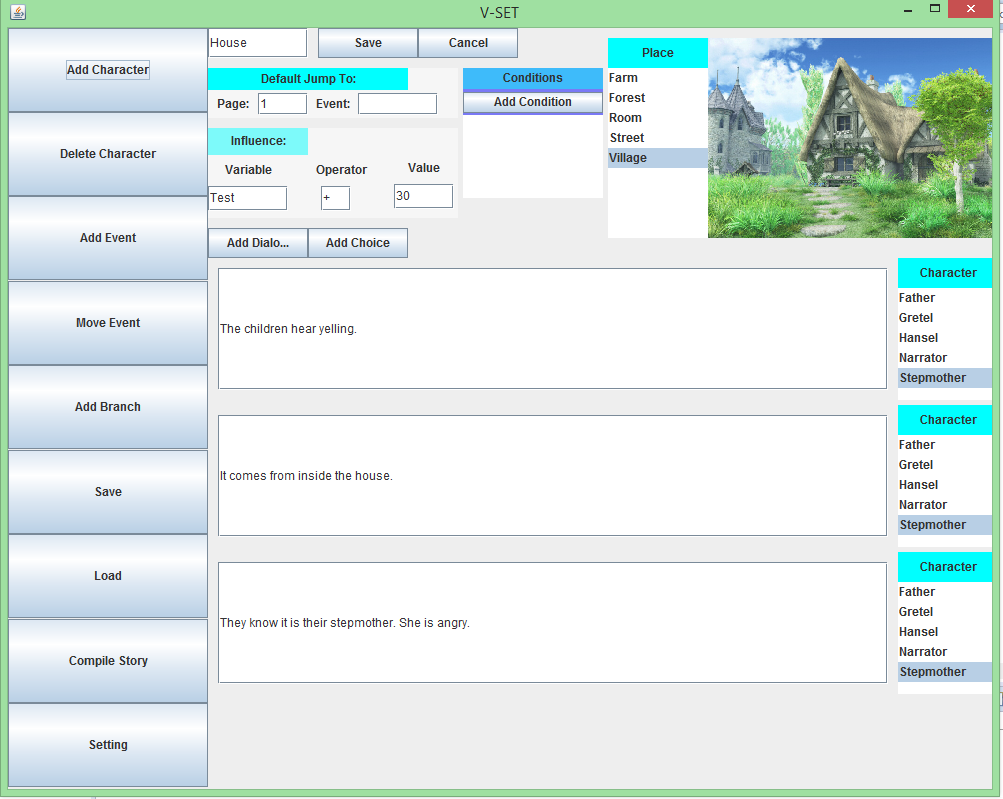 V-SET
Add Character
Delete Character
Add Event
Move Event
Add Branch
Save
Load
Compile Story
Setting
House
Save
Cancel
Default Jump To:
Page: 1 Event:
Influence:
Variable Operator Value
Test + 30
Add Dialo... Add Choice
Conditions
Add Condition
Place
Farm
Forest
Room
Street
Village
The children hear yelling.
Character
Father
Gretel
Hansel
Narrator
Stepmother
It comes from inside the house.
Character
Father
Gretel
Hansel
Narrator
Stepmother
They know it is their stepmother. She is angry.
Character
Father
Gretel
Hansel
Narrator
Stepmother